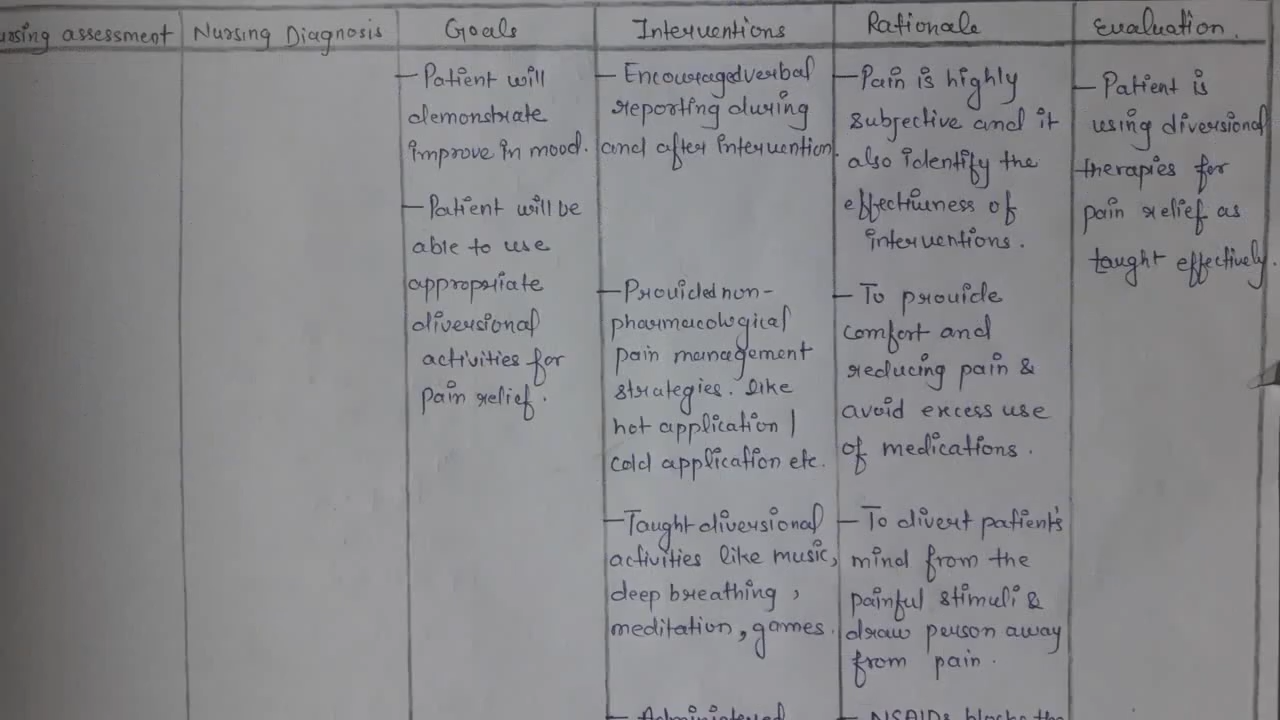 assessment Nursing Diagnosis Goals Interventions Rationale Evaluation.
- Patient will
demonstrate
improve in mood.
- Patient will be
able to use
appropriate
diversional
activities for
pain relief.
- Encouraged verbal
reporting during
and after intervention.
- Provided non-
pharmacological
pain management
strategies. like
hot application |
cold application etc.
- Taught diversional
activities like music,
deep breathing,
meditation, games.
- Administered
- Pain is highly
subjective and it
also identify the
effectiveness of
interventions.
- To provide
comfort and
reducing pain &
avoid excess use
of medications.
- To divert patient's
mind from the
painful stimuli &
draw person away
from pain.
- NSAIDs blocks the
- Patient is
using diversional
therapies for
pain relief as
taught effectively.